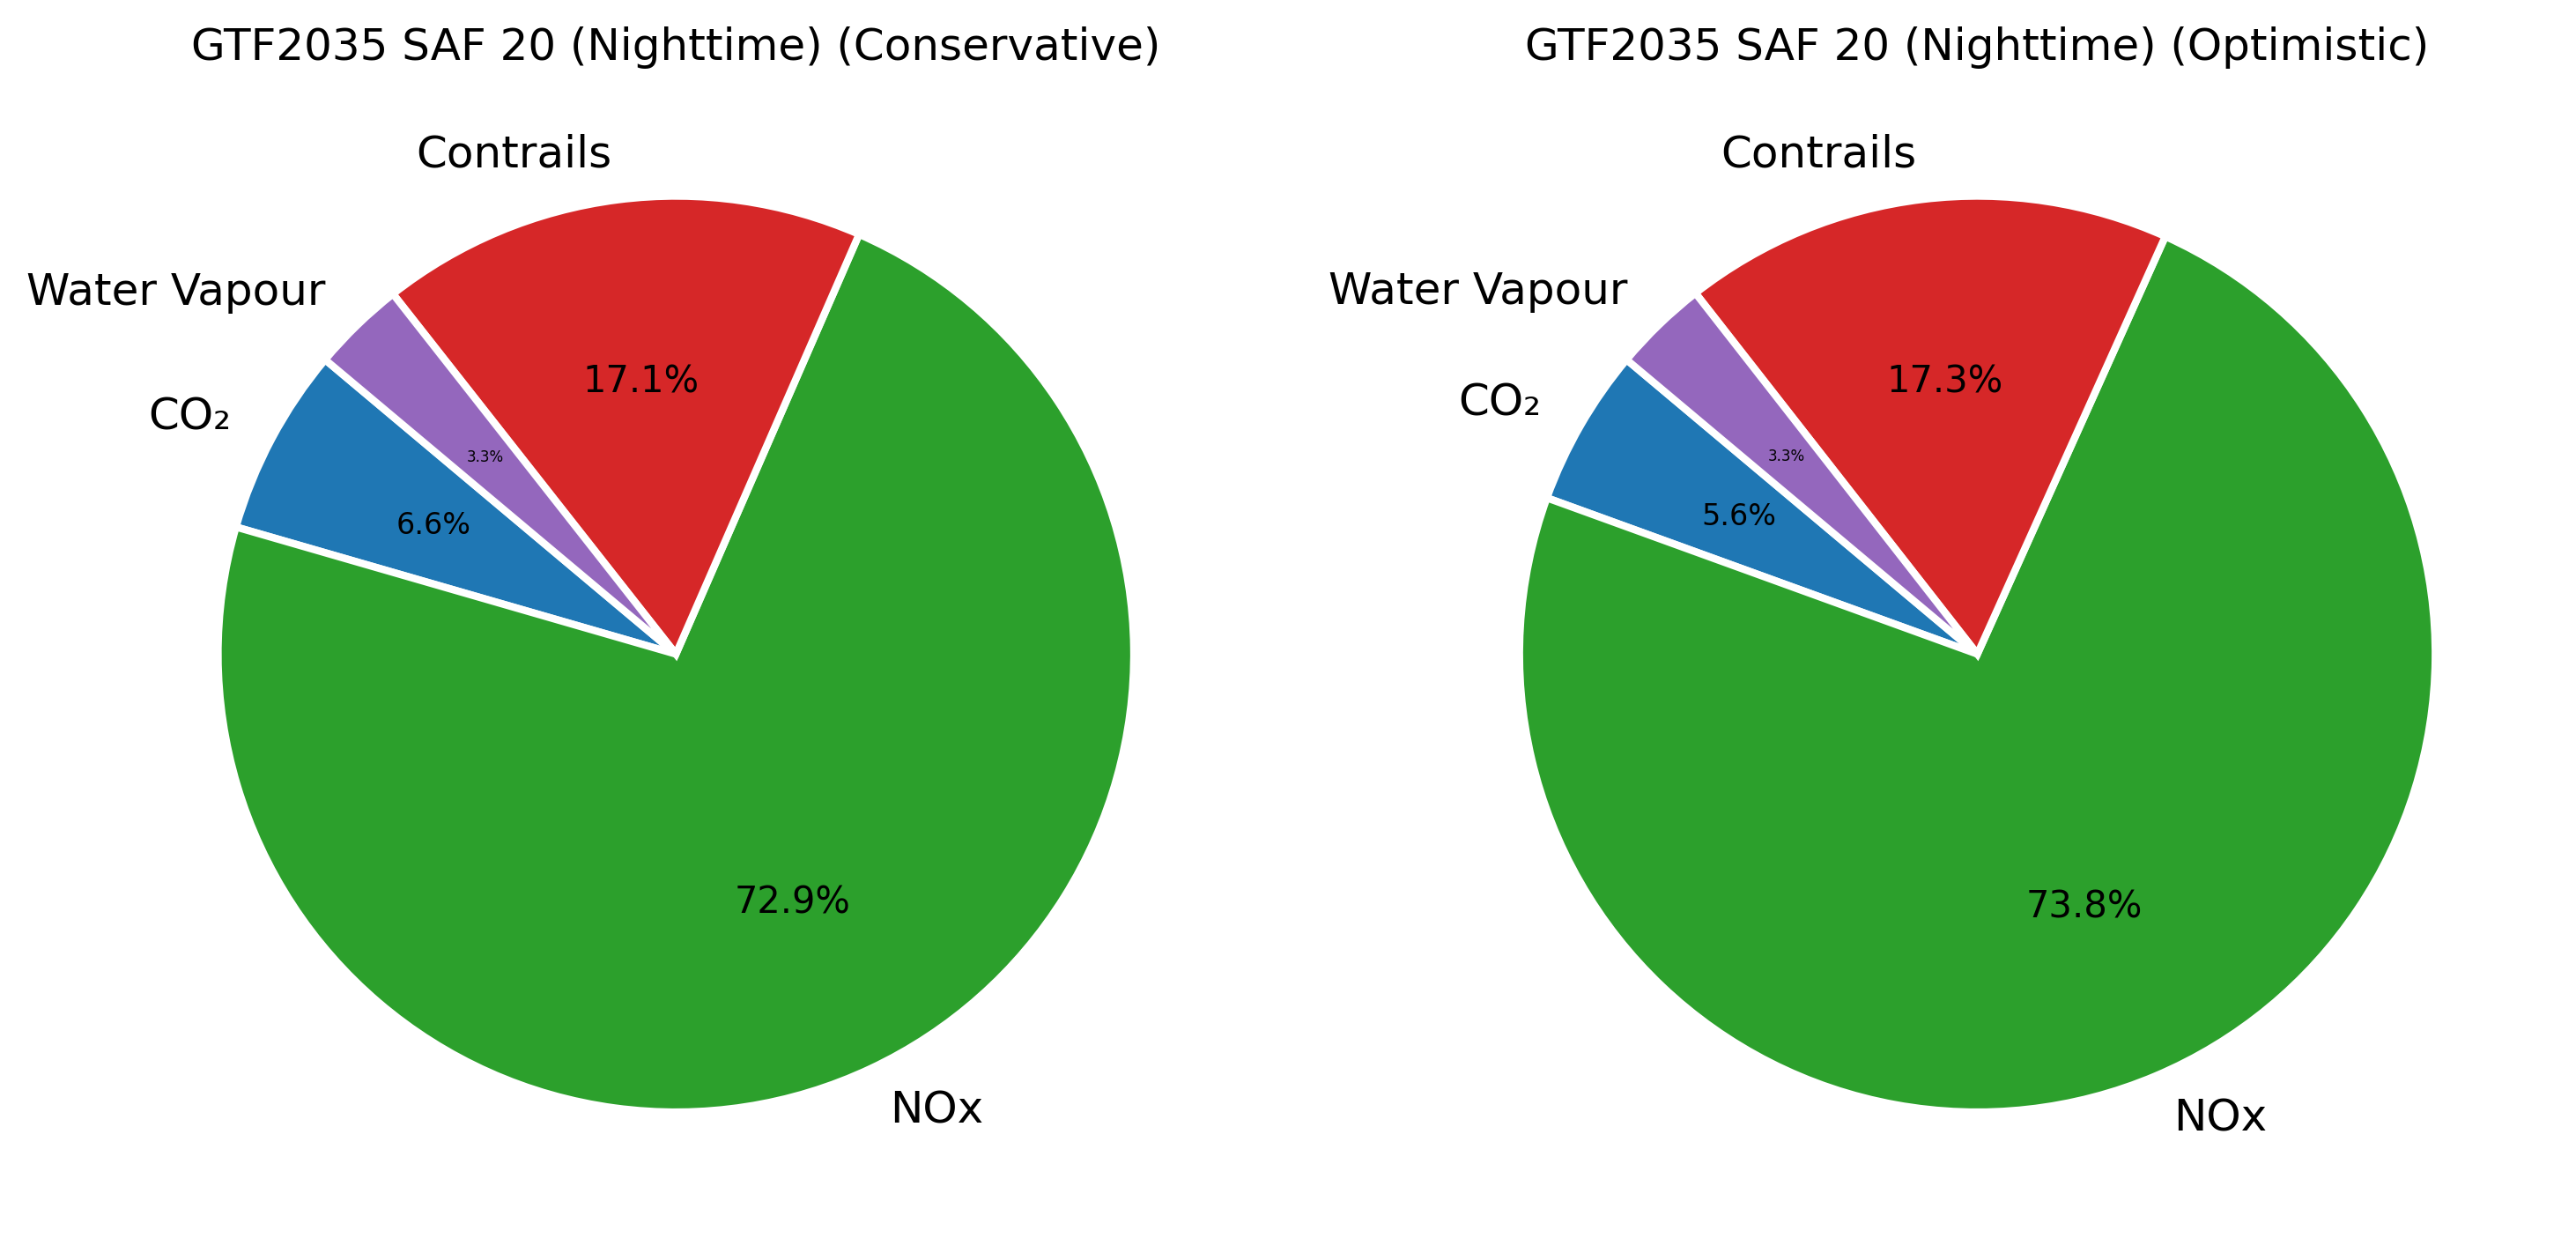 GTF2035 SAF 20 (Nighttime) (Conservative)
Contrails
Water Vapour
CO₂
17.1%
3.3%
6.6%
72.9%
NOx
GTF2035 SAF 20 (Nighttime) (Optimistic)
Contrails
Water Vapour
CO₂
17.3%
3.3%
5.6%
73.8%
NOx